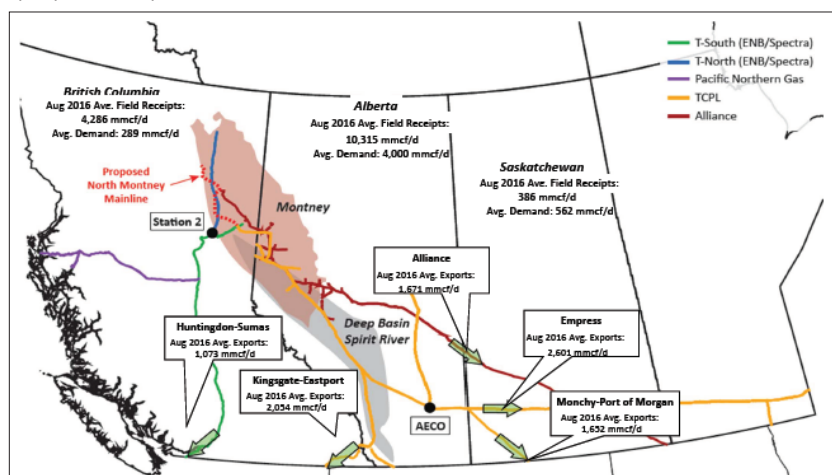 T-South (ENB/Spectra)
T-North (ENB/Spectra)
Pacific Northern Gas
TCPL
Alliance
British Columbia
Aug 2016 Ave. Field Receipts:
4,286 mmcf/d
Avg. Demand: 289 mmcf/d
Alberta
Aug 2016 Avg. Field Receipts:
10,315 mmcf/d
Avg. Demand: 4,000 mmcf/d
Saskatchewan
Aug 2016 Ave. Field Receipts:
386 mmcf/d
Avg. Demand: 562 mmcf/d
Proposed
North Montney
Mainline
Montney
Station 2
Alliance
Aug 2016 Avg. Exports:
1,671 mmcf/d
Deep Basin
Spirit River
Huntingdon-Sumas
Aug 2016 Avg. Exports:
1,073 mmcf/d
Empress
Aug 2016 Avg. Exports:
2,601 mmcf/d
Kingsgate-Eastport
Aug 2016 Avg. Exports:
2,054 mmcf/d
AECO
Monchy-Port of Morgan
Aug 2016 Avg. Exports:
1,652 mmcf/d